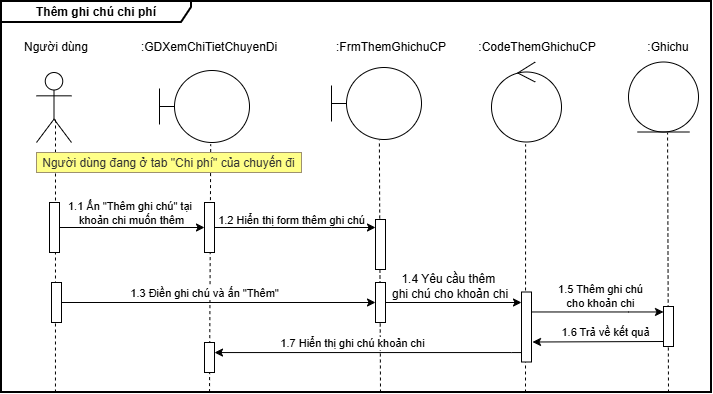 Thêm ghi chú chi phí
Người dùng
:GDXemChiTietChuyenDi
:FrmThemGhichuCP
:CodeThemGhichuCP
:Ghichu
Người dùng đang ở tab "Chi phí" của chuyến đi
1.1 Ấn "Thêm ghi chú" tại
khoản chi muốn thêm
1.2 Hiển thị form thêm ghi chú
1.3 Điền ghi chú và ấn "Thêm"
1.4 Yêu cầu thêm
ghi chú cho khoản chi
1.5 Thêm ghi chú
cho khoản chi
1.6 Trả về kết quả
1.7 Hiển thị ghi chú khoản chi